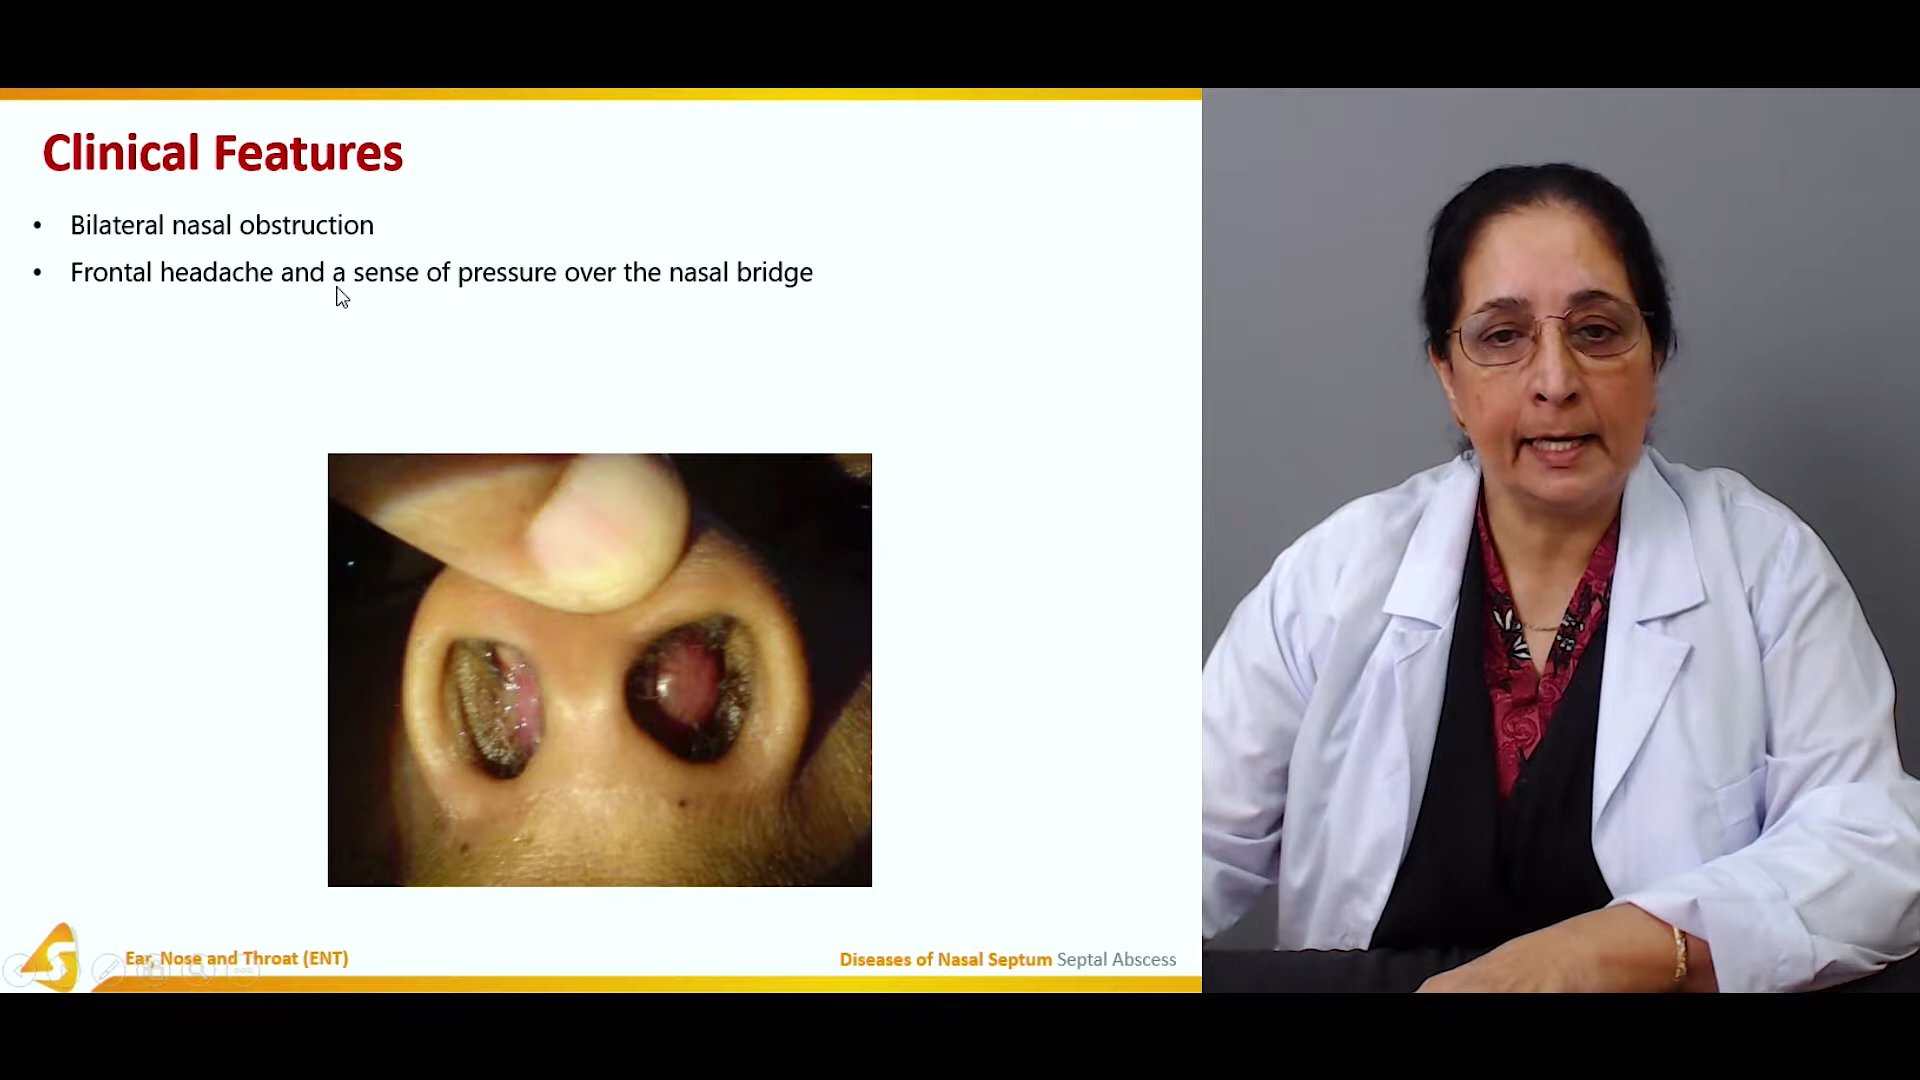 Clinical Features
• Bilateral nasal obstruction
• Frontal headache and a sense of pressure over the nasal bridge
Ear, Nose and Throat (ENT)
Diseases of Nasal Septum Septal Abscess